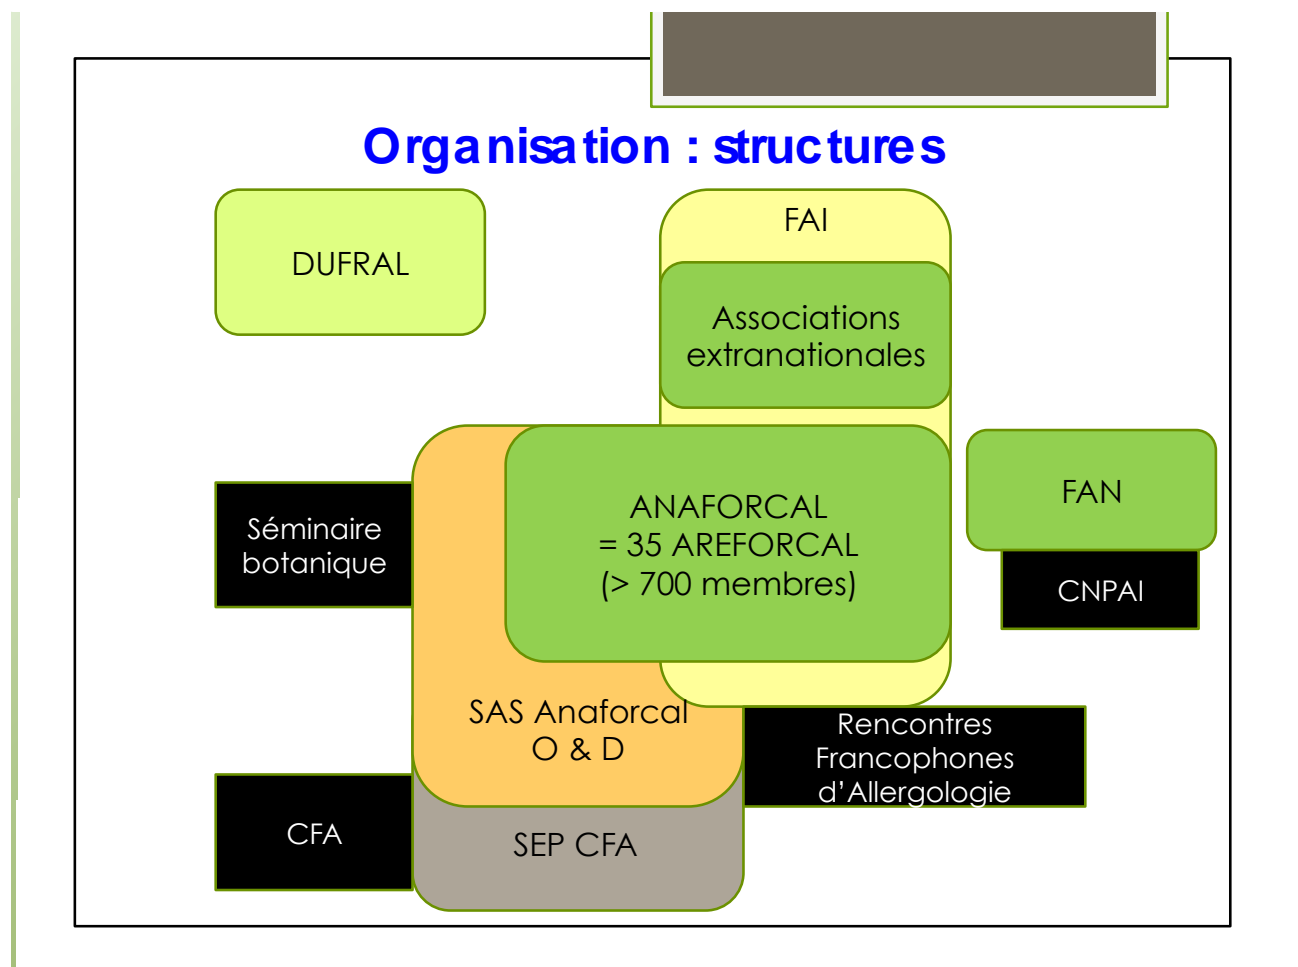 Organisation : structures
DUFRAL
FAI
Associations
extranationales
ANAFORCAL
= 35 AREFORCAL
(> 700 membres)
FAN
CNPAI
Séminaire
botanique
SAS Anaforcal
O & D
Rencontres
Francophones
d’Allergologie
CFA
SEP CFA